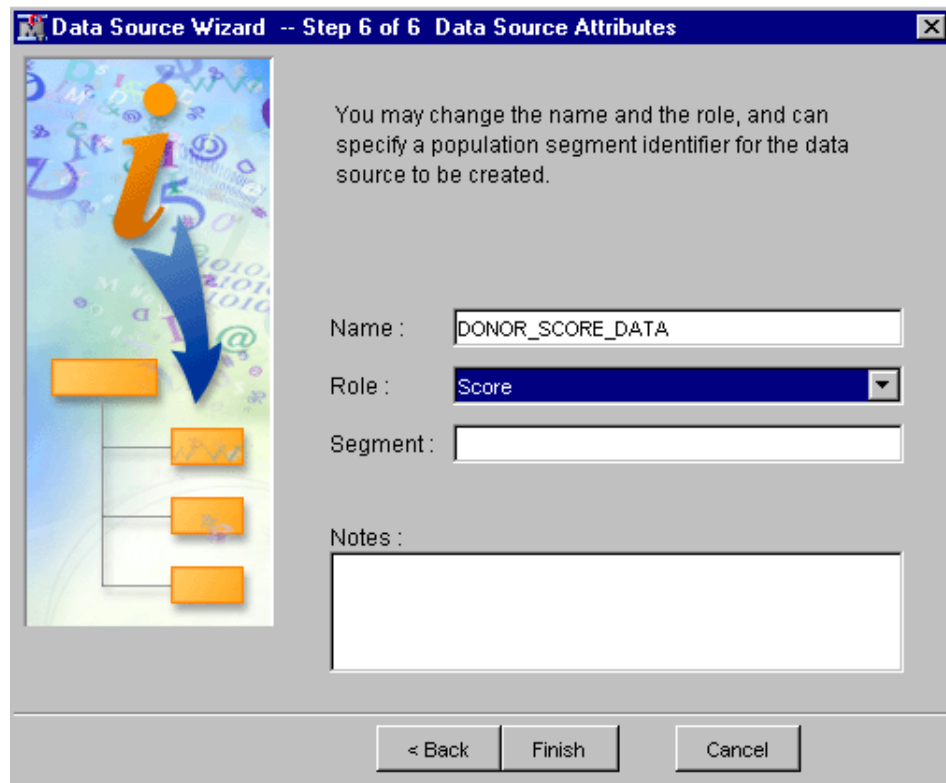 Data Source Wizard -- Step 6 of 6 Data Source Attributes
You may change the name and the role, and can
specify a population segment identifier for the data
source to be created.
Name :
DONOR_SCORE_DATA
Role :
Score
Segment :
Notes :
< Back
Finish
Cancel